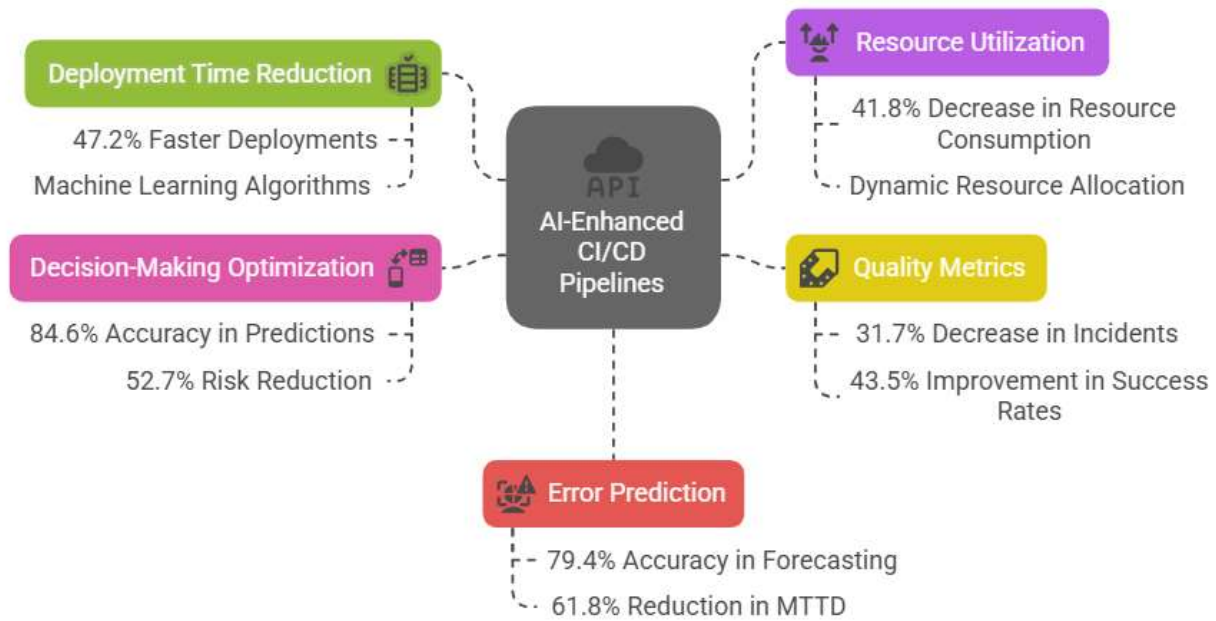 Deployment Time Reduction
47.2% Faster Deployments
Machine Learning Algorithms
Decision-Making Optimization
84.6% Accuracy in Predictions
52.7% Risk Reduction
API
AI-Enhanced
CI/CD
Pipelines
Resource Utilization
41.8% Decrease in Resource
Consumption
Dynamic Resource Allocation
Quality Metrics
31.7% Decrease in Incidents
43.5% Improvement in Success
Rates
Error Prediction
79.4% Accuracy in Forecasting
61.8% Reduction in MTTD